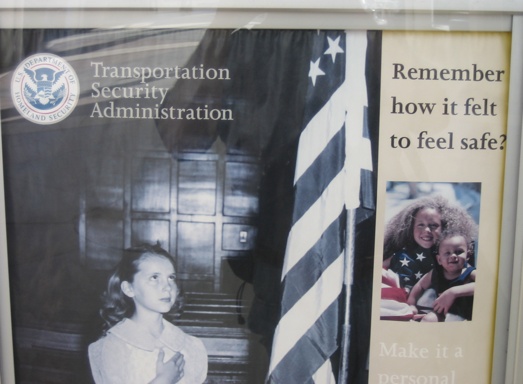 U.S. DEPARTMENT OF HOMELAND SECURITY
Transportation
Security
Administration
Remember
how it felt
to feel safe?
Make it a
personal